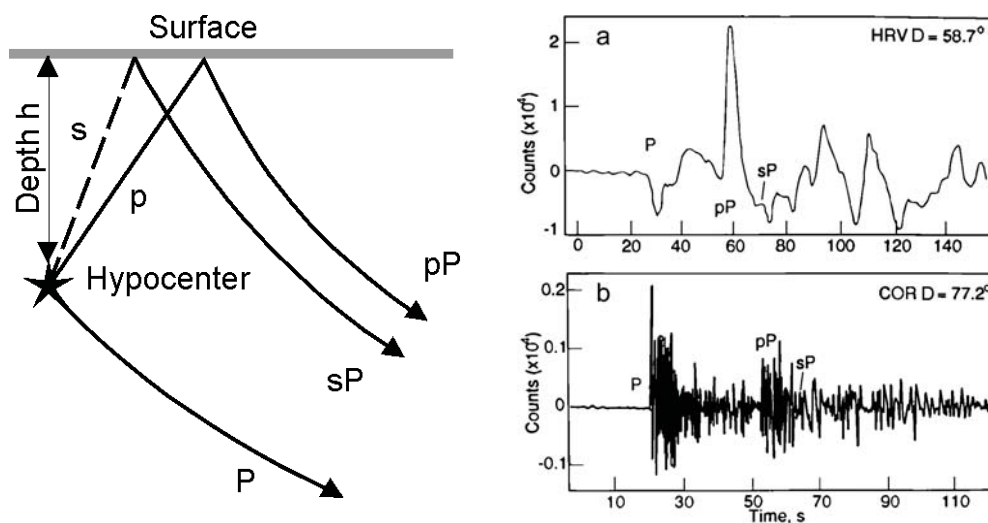 Surface
Depth h
s
p
Hypocenter
pP
sP
P
a
HRV D = 58.7°
Counts (x10⁴)
2
1
0
-1
P
pP
sP
0 20 40 60 80 100 120 140
b
COR D = 77.2°
Counts (x10⁴)
0.2
0.1
0
-0.1
P
pP
sP
10 30 50 70 90 110
Time, s